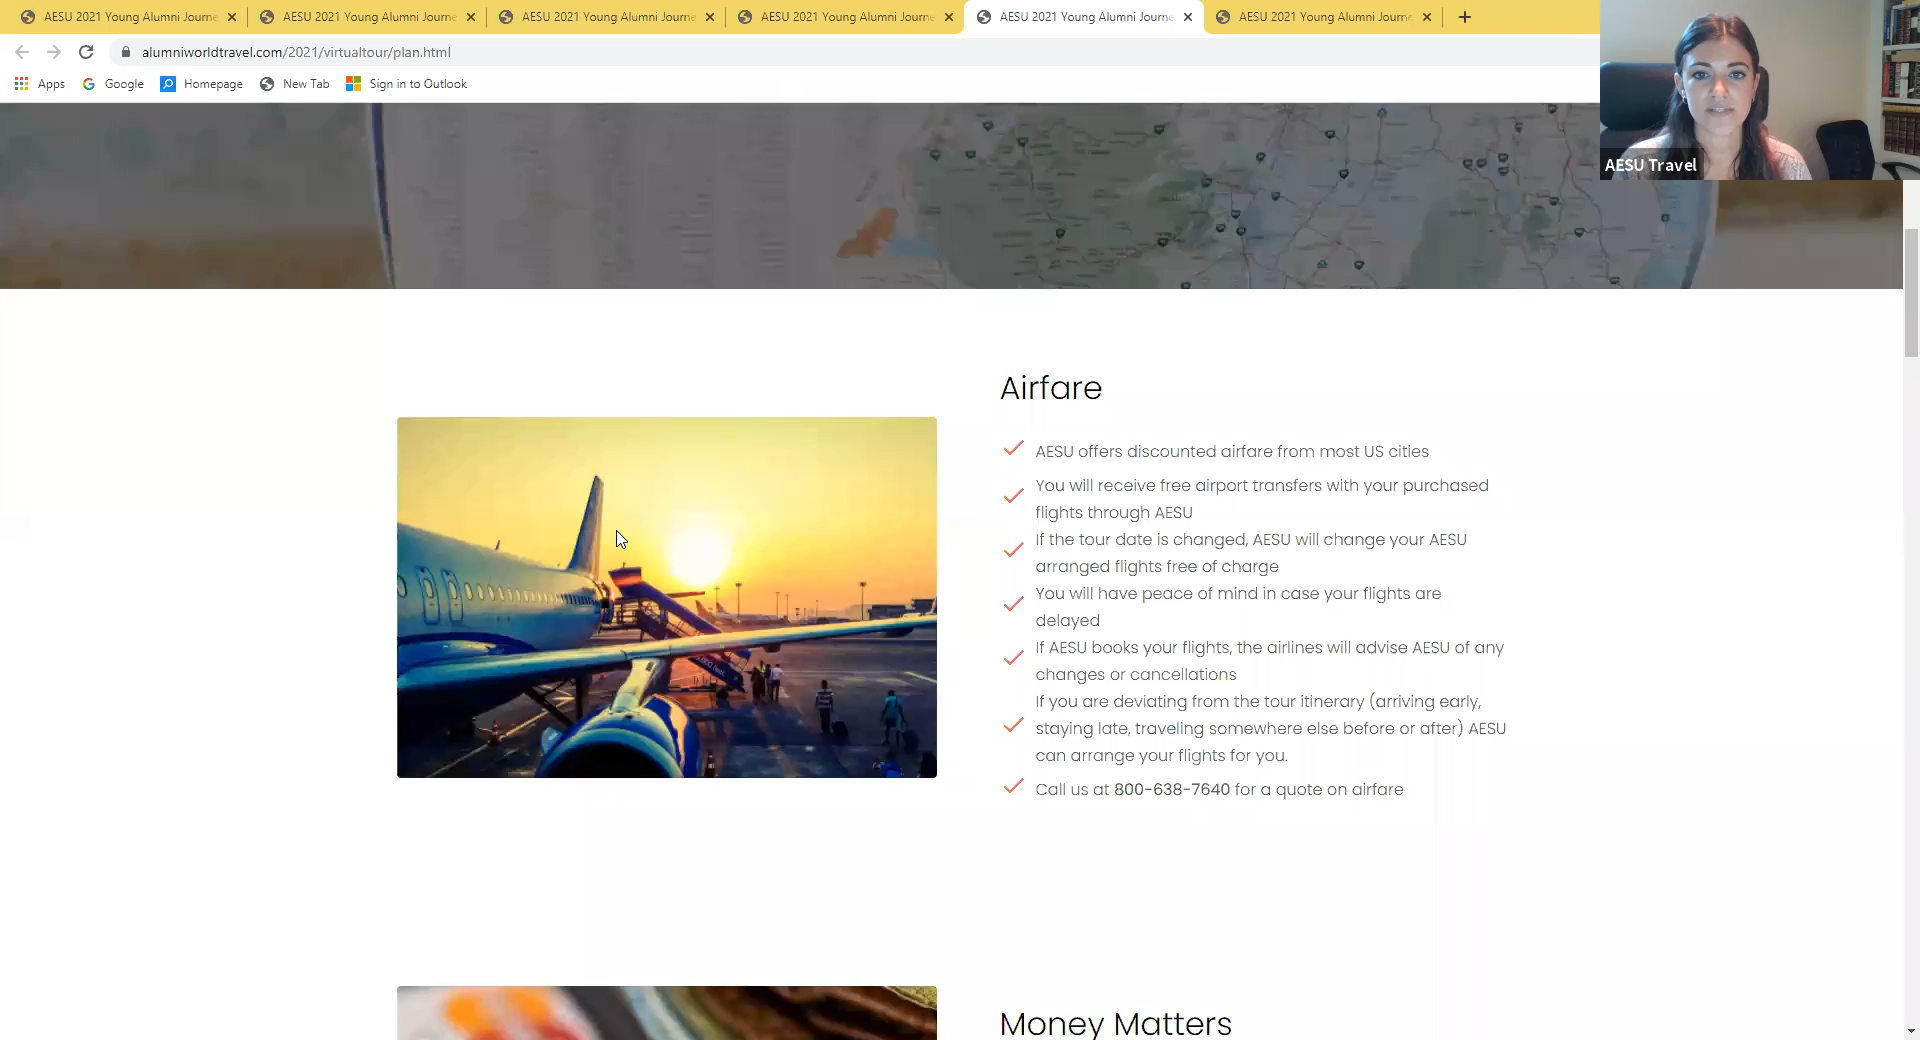 AESU 2021 Young Alumni Journe
AESU 2021 Young Alumni Journe
AESU 2021 Young Alumni Journe
AESU 2021 Young Alumni Journe
AESU 2021 Young Alumni Journe
AESU 2021 Young Alumni Journe
alumniworldtravel.com/2021/virtualtour/plan.html
Apps
Google
Homepage
New Tab
Sign in to Outlook
AESU Travel
Airfare
AESU offers discounted airfare from most US cities
You will receive free airport transfers with your purchased
flights through AESU
If the tour date is changed, AESU will change your AESU
arranged flights free of charge
You will have peace of mind in case your flights are
delayed
If AESU books your flights, the airlines will advise AESU of any
changes or cancellations
If you are deviating from the tour itinerary (arriving early,
staying late, traveling somewhere else before or after) AESU
can arrange your flights for you.
Call us at 800-638-7640 for a quote on airfare
Money Matters